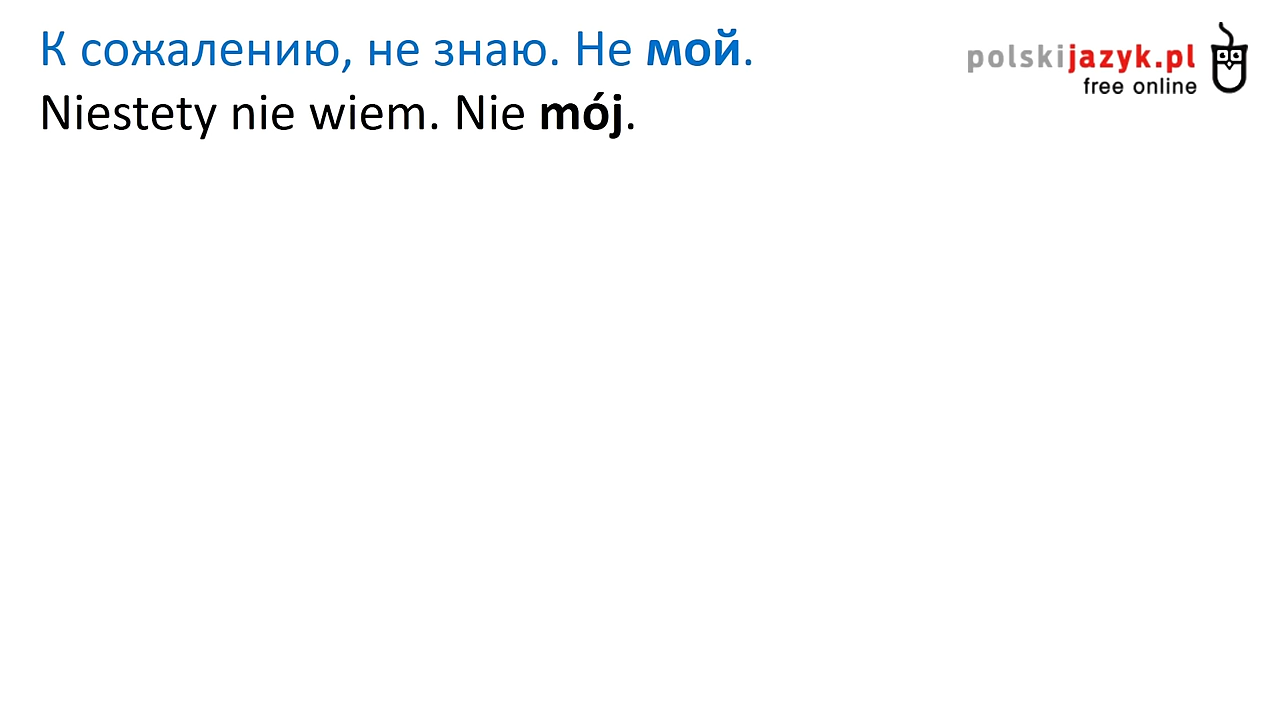 К сожалению, не знаю. Не мой.
Niestety nie wiem. Nie mój.
polskijazyk.pl
free online